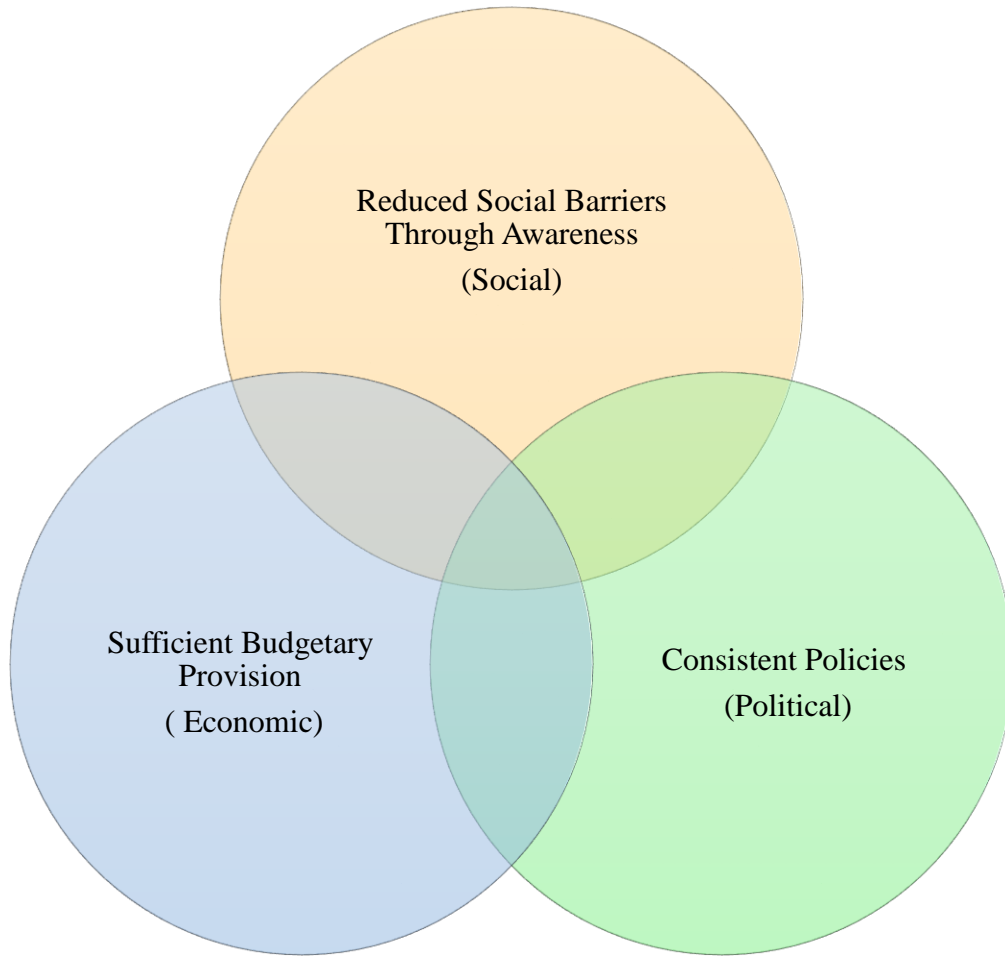 Reduced Social Barriers
Through Awareness
(Social)
Sufficient Budgetary
Provision
( Economic)
Consistent Policies
(Political)